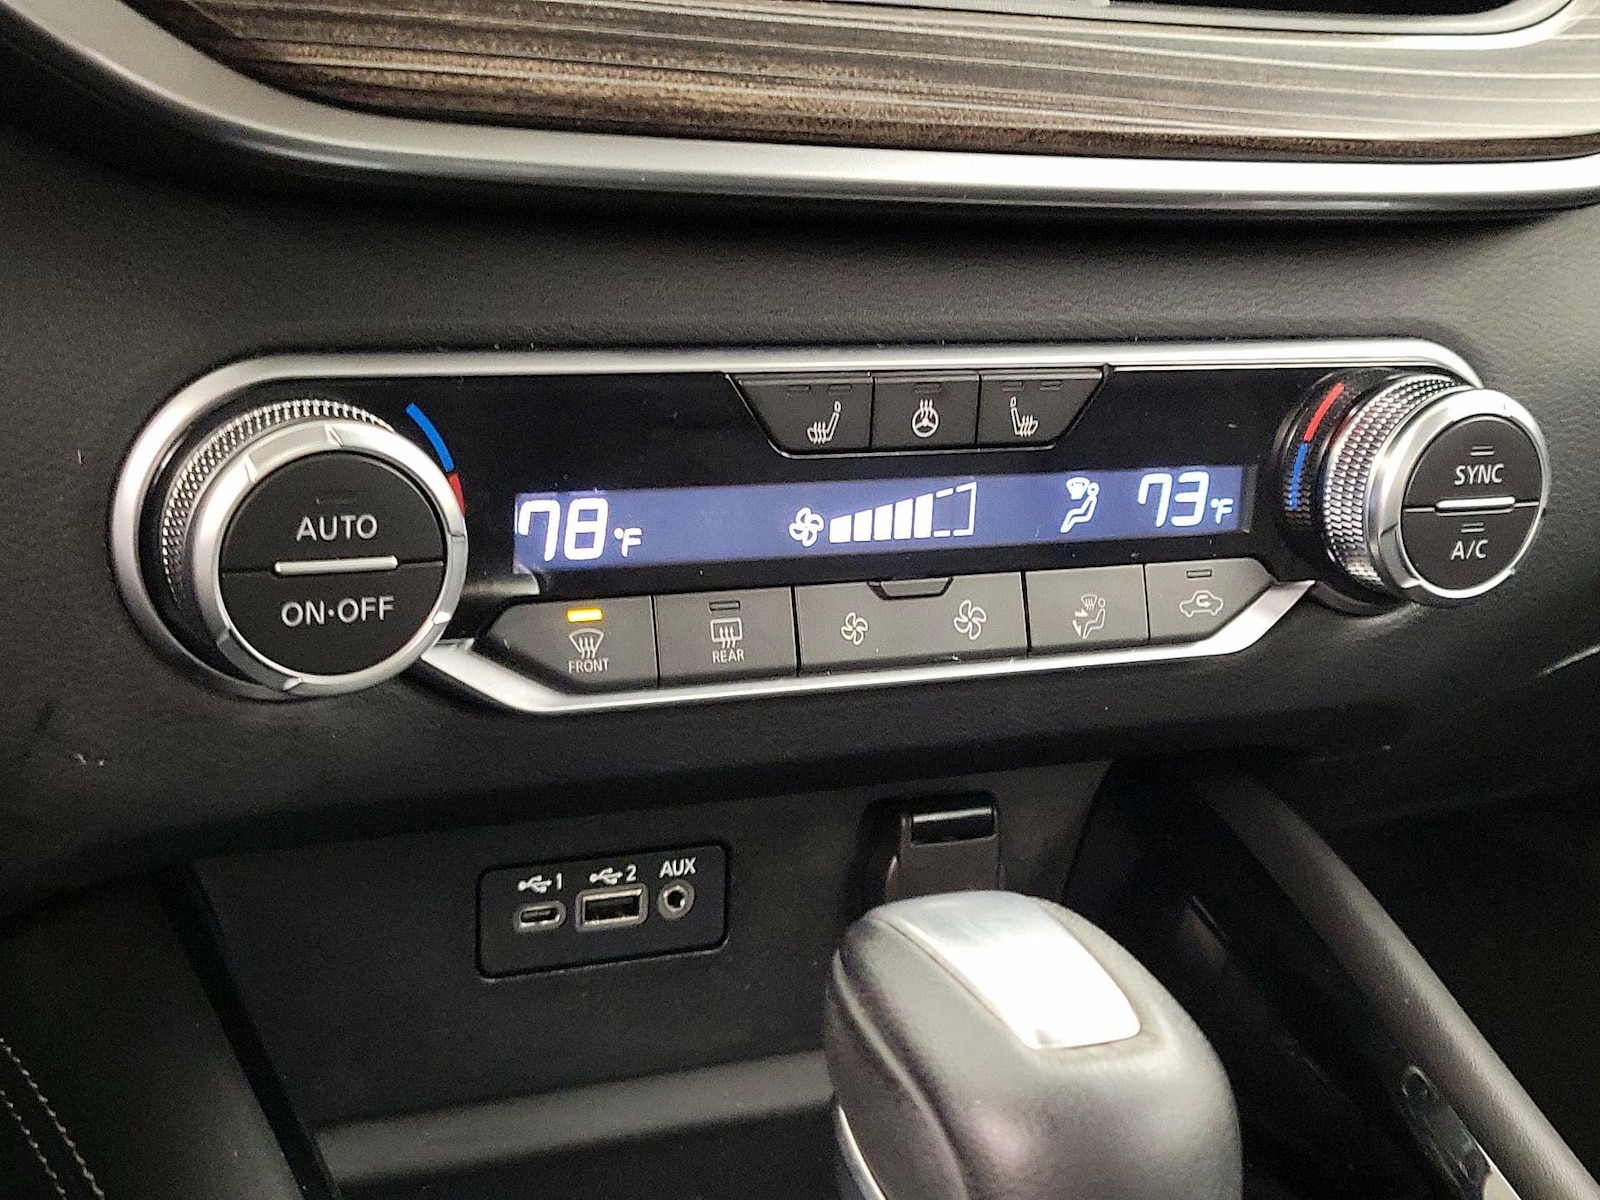 AUTO
ON·OFF
78°F
73°F
SYNC
A/C
FRONT
REAR
1
2
AUX